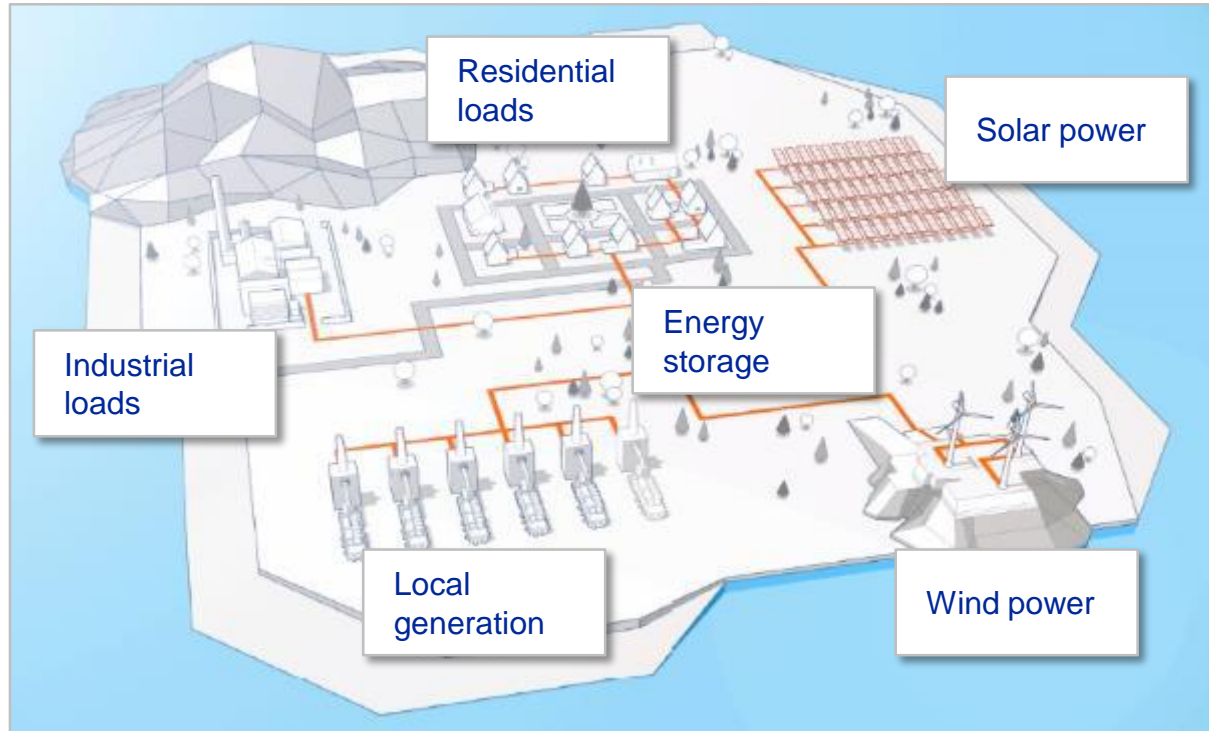 Residential
loads
Solar power
Energy
storage
Industrial
loads
Local
generation
Wind power